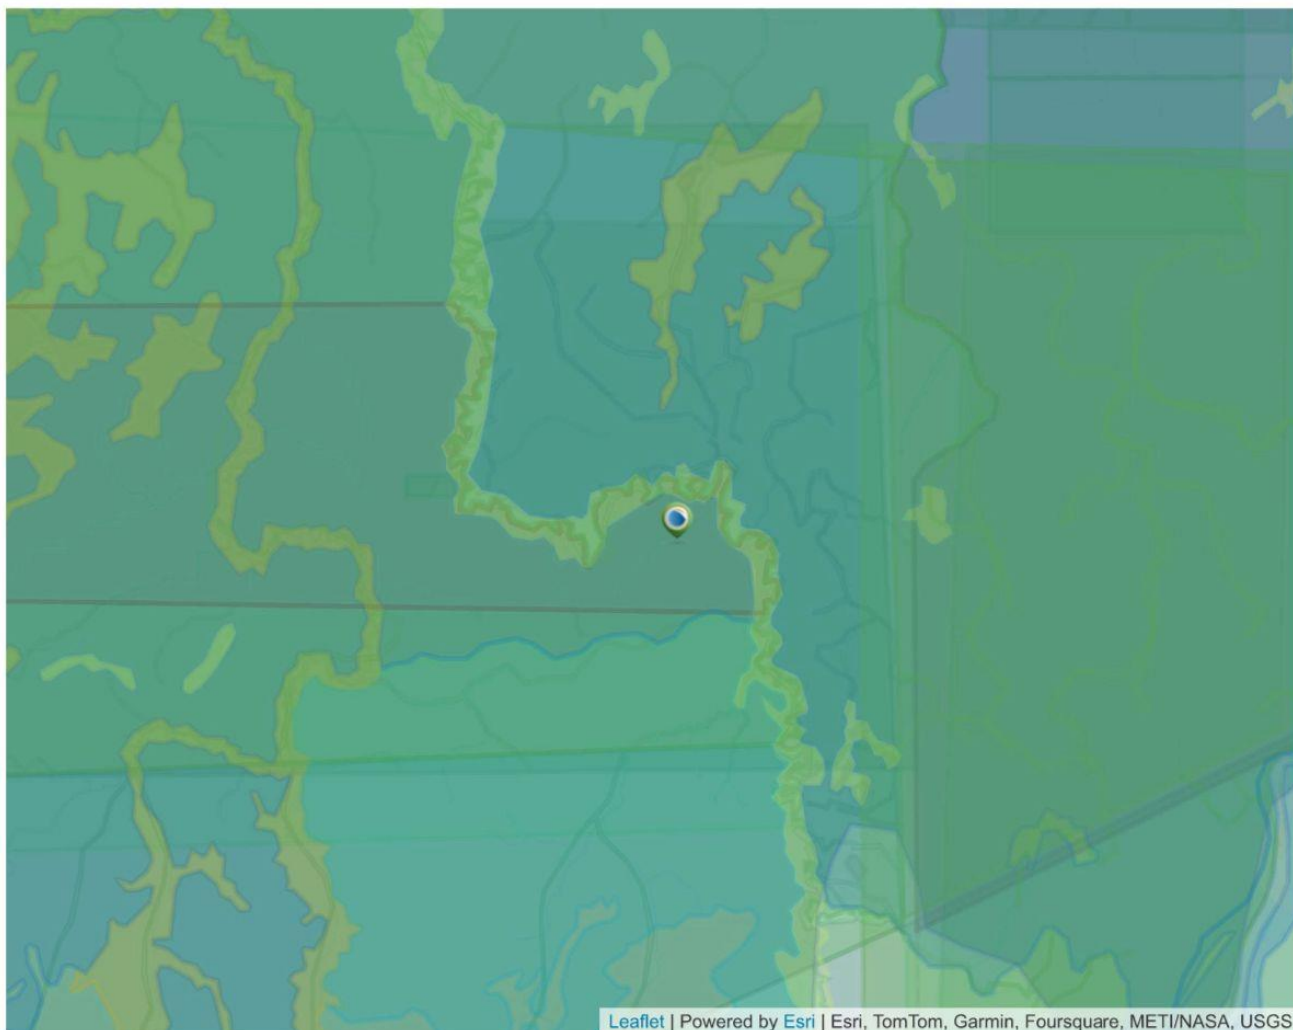 Leaflet | Powered by Esri | Esri, TomTom, Garmin, Foursquare, METI/NASA, USGS